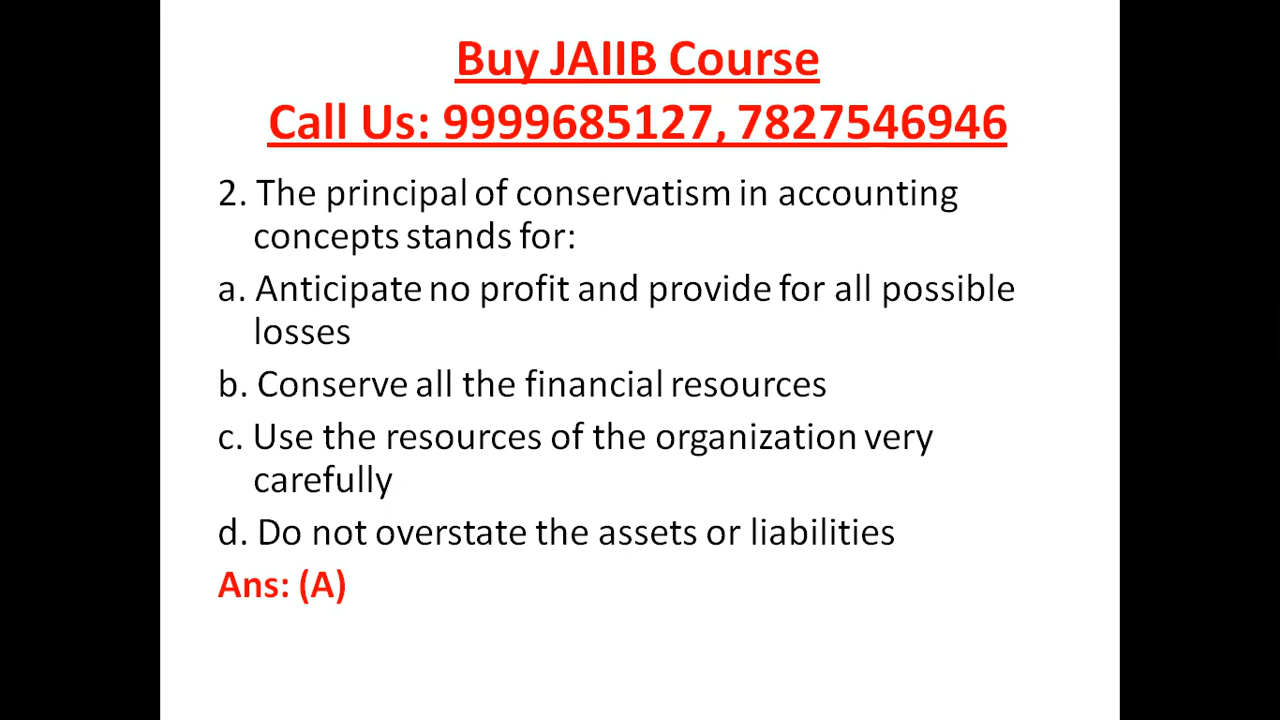 Buy JAIIB Course
Call Us: 9999685127, 7827546946
2. The principal of conservatism in accounting
concepts stands for:
a. Anticipate no profit and provide for all possible
losses
b. Conserve all the financial resources
c. Use the resources of the organization very
carefully
d. Do not overstate the assets or liabilities
Ans: (A)